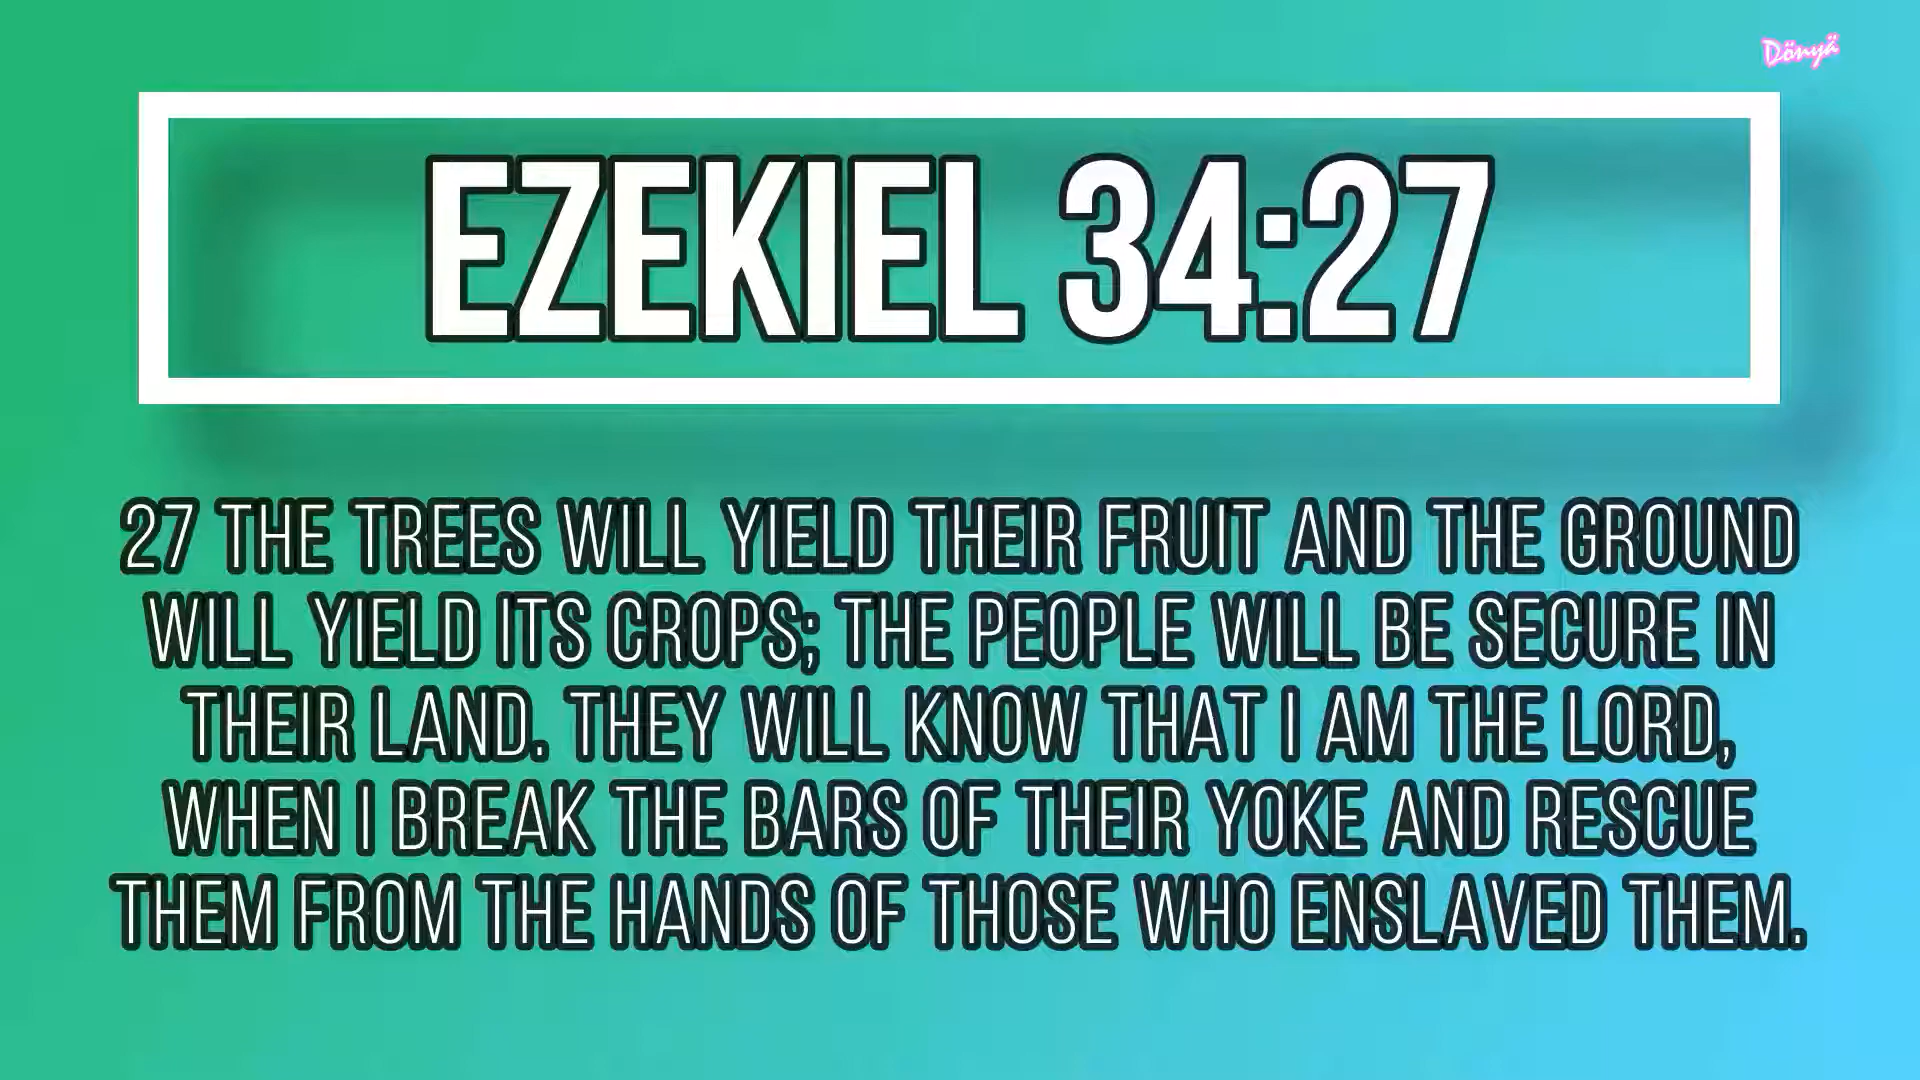 Dönyä
EZEKIEL 34:27
27 THE TREES WILL YIELD THEIR FRUIT AND THE GROUND
WILL YIELD ITS CROPS; THE PEOPLE WILL BE SECURE IN
THEIR LAND. THEY WILL KNOW THAT I AM THE LORD,
WHEN I BREAK THE BARS OF THEIR YOKE AND RESCUE
THEM FROM THE HANDS OF THOSE WHO ENSLAVED THEM.